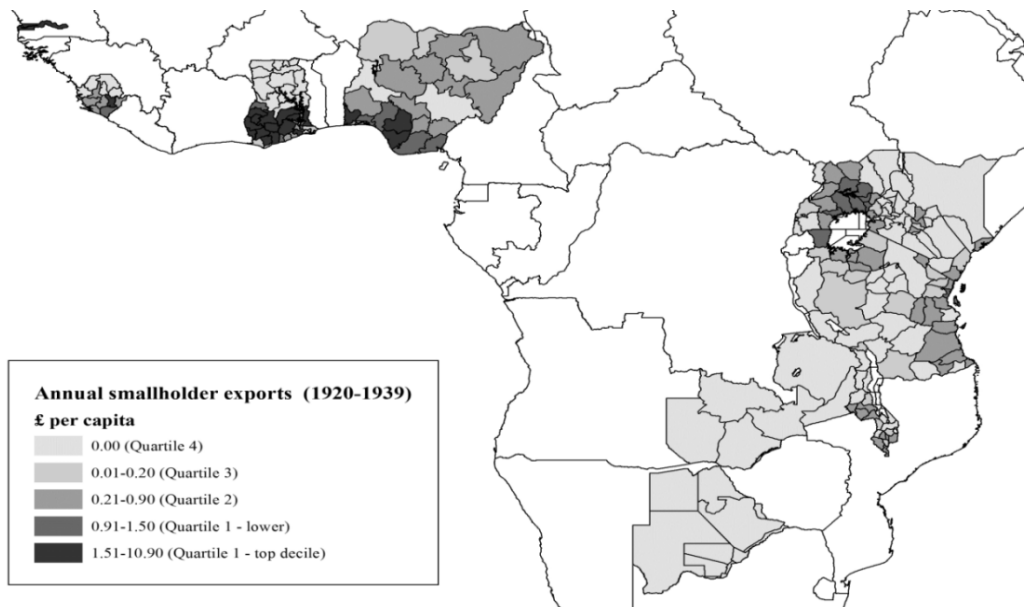 Annual smallholder exports (1920-1939)
£ per capita
0.00 (Quartile 4)
0.01-0.20 (Quartile 3)
0.21-0.90 (Quartile 2)
0.91-1.50 (Quartile 1 - lower)
1.51-10.90 (Quartile 1 - top decile)